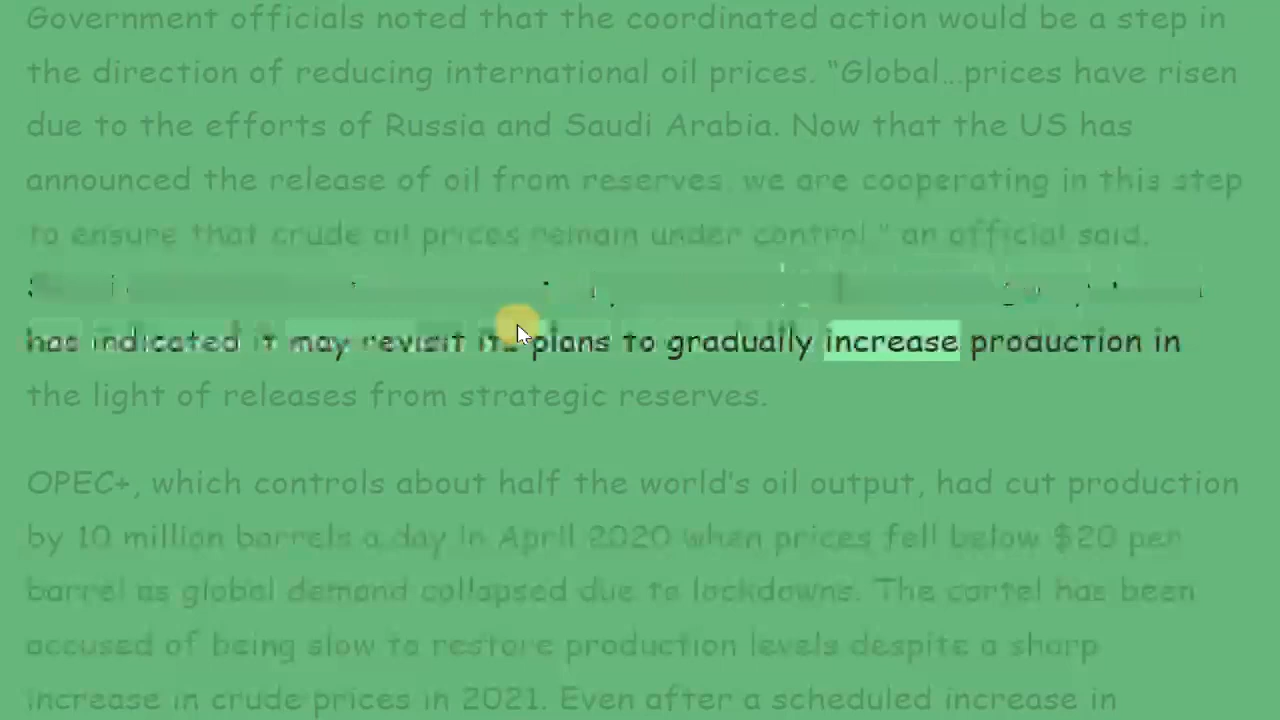 Government officials noted that the coordinated action would be a step in
the direction of reducing international oil prices. “Global...prices have risen
due to the efforts of Russia and Saudi Arabia. Now that the US has
announced the release of oil from reserves, we are cooperating in this step
to ensure that crude oil prices remain under control,” an official said.
has indicated it may revisit its plans to gradually increase production in
the light of releases from strategic reserves.
OPEC+, which controls about half the world's oil output, had cut production
by 10 million barrels a day in April 2020 when prices fell below $20 per
barrel as global demand collapsed due to lockdowns. The cartel has been
accused of being slow to restore production levels despite a sharp
increase in crude prices in 2021. Even after a scheduled increase in